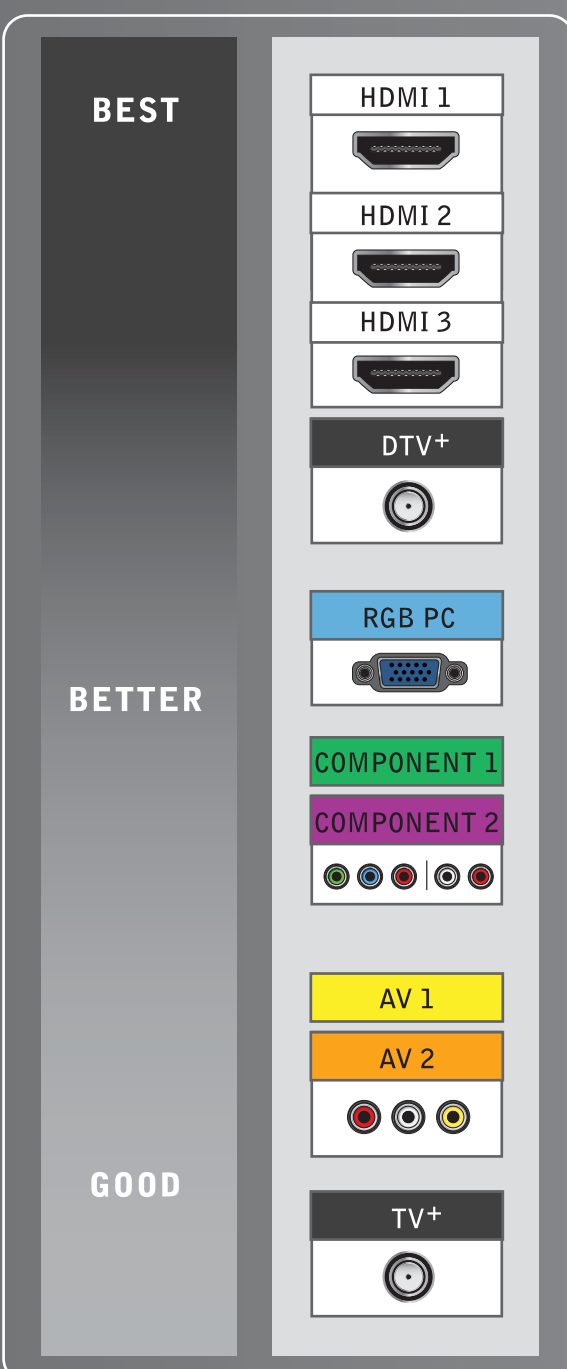 BEST
HDMI 1
HDMI 2
HDMI 3
DTV+
RGB PC
BETTER
COMPONENT 1
COMPONENT 2
AV 1
AV 2
GOOD
TV+